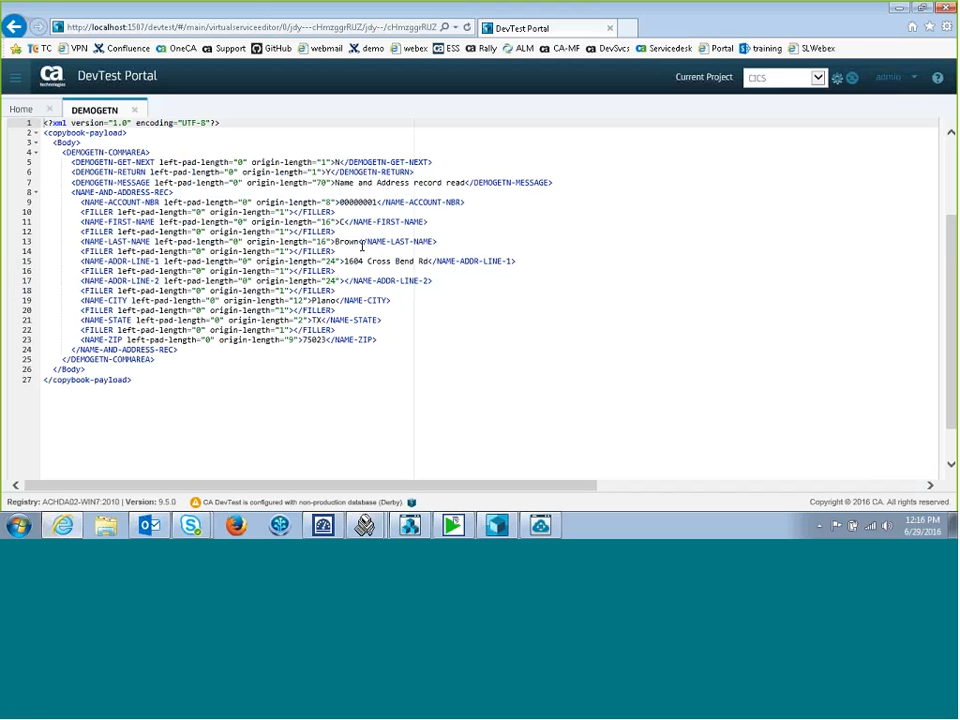 http://localhost:1507/devtest/#/main/virtualserviceeditor/0/jdy---cHmzggrRUZ/jdy--/cHmzggrRUZ
DevTest Portal
TC VPN Confluence OneCA Support GitHub webmail demo webex ESS Rally ALM CA-MF DevSvcs Servicedesk Portal training SLWebex
ca technologies DevTest Portal Current Project CICS admin
Home DEMOGETN
1 <?xml version="1.0" encoding="UTF-8"?>
2 <copybook-payload>
3 <Body>
4 <DEMOGETN-COMMAREA>
5 <DEMOGETN-GET-NEXT left-pad-length="0" origin-length="1">N</DEMOGETN-GET-NEXT>
6 <DEMOGETN-RETURN left-pad-length="0" origin-length="1">Y</DEMOGETN-RETURN>
7 <DEMOGETN-MESSAGE left-pad-length="0" origin-length="70">Name and Address record read</DEMOGETN-MESSAGE>
8 <NAME-AND-ADDRESS-REC>
9 <NAME-ACCOUNT-NBR left-pad-length="0" origin-length="8">00000001</NAME-ACCOUNT-NBR>
10 <FILLER left-pad-length="0" origin-length="1"></FILLER>
11 <NAME-FIRST-NAME left-pad-length="0" origin-length="16">C</NAME-FIRST-NAME>
12 <FILLER left-pad-length="0" origin-length="1"></FILLER>
13 <NAME-LAST-NAME left-pad-length="0" origin-length="16">Brown</NAME-LAST-NAME>
14 <FILLER left-pad-length="0" origin-length="1"></FILLER>
15 <NAME-ADDR-LINE-1 left-pad-length="0" origin-length="24">1604 Cross Bend Rd</NAME-ADDR-LINE-1>
16 <FILLER left-pad-length="0" origin-length="1"></FILLER>
17 <NAME-ADDR-LINE-2 left-pad-length="0" origin-length="24"></NAME-ADDR-LINE-2>
18 <FILLER left-pad-length="0" origin-length="1"></FILLER>
19 <NAME-CITY left-pad-length="0" origin-length="12">Plano</NAME-CITY>
20 <FILLER left-pad-length="0" origin-length="1"></FILLER>
21 <NAME-STATE left-pad-length="0" origin-length="2">TX</NAME-STATE>
22 <FILLER left-pad-length="0" origin-length="1"></FILLER>
23 <NAME-ZIP left-pad-length="0" origin-length="9">75023</NAME-ZIP>
24 </NAME-AND-ADDRESS-REC>
25 </DEMOGETN-COMMAREA>
26 </Body>
27 </copybook-payload>
Registry: ACHDA02-WIN7:2010 | Version: 9.5.0 CA DevTest is configured with non-production database (Derby). Copyright © 2016 CA. All rights reserved
12:16 PM
6/29/2016